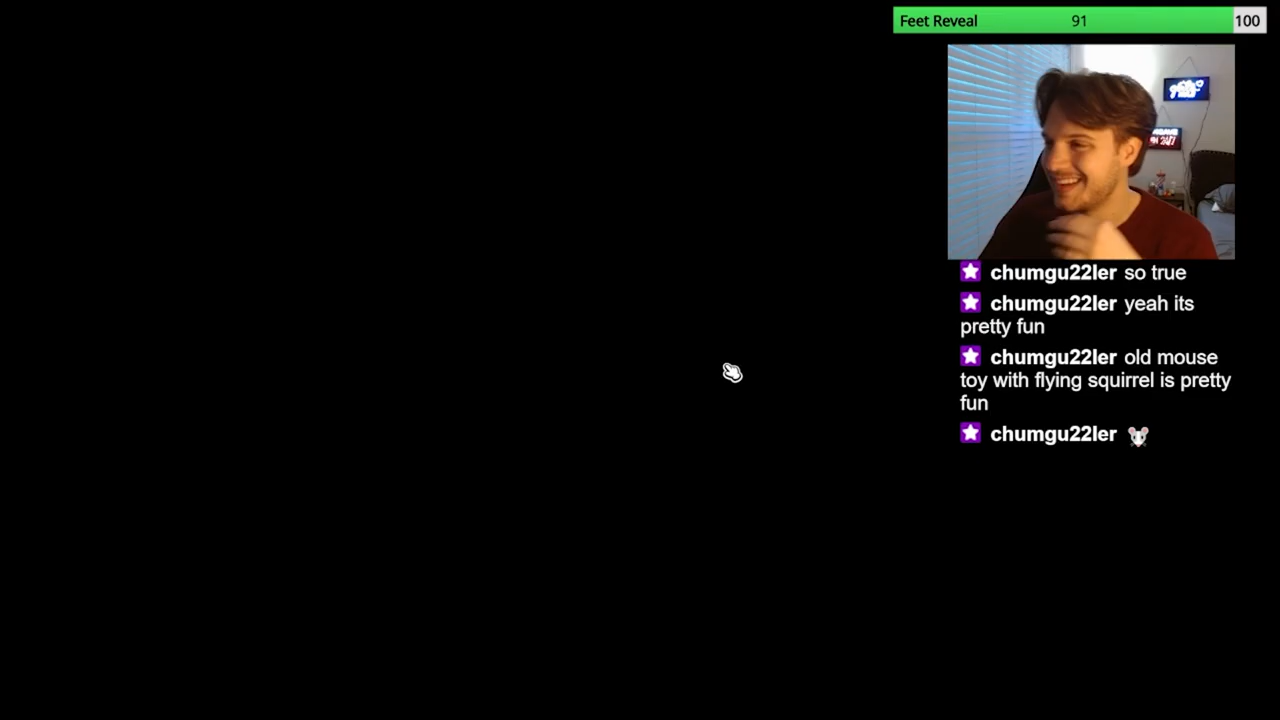 Feet Reveal 91 100
chumgu22ler so true
chumgu22ler yeah its
pretty fun
chumgu22ler old mouse
toy with flying squirrel is pretty
fun
chumgu22ler